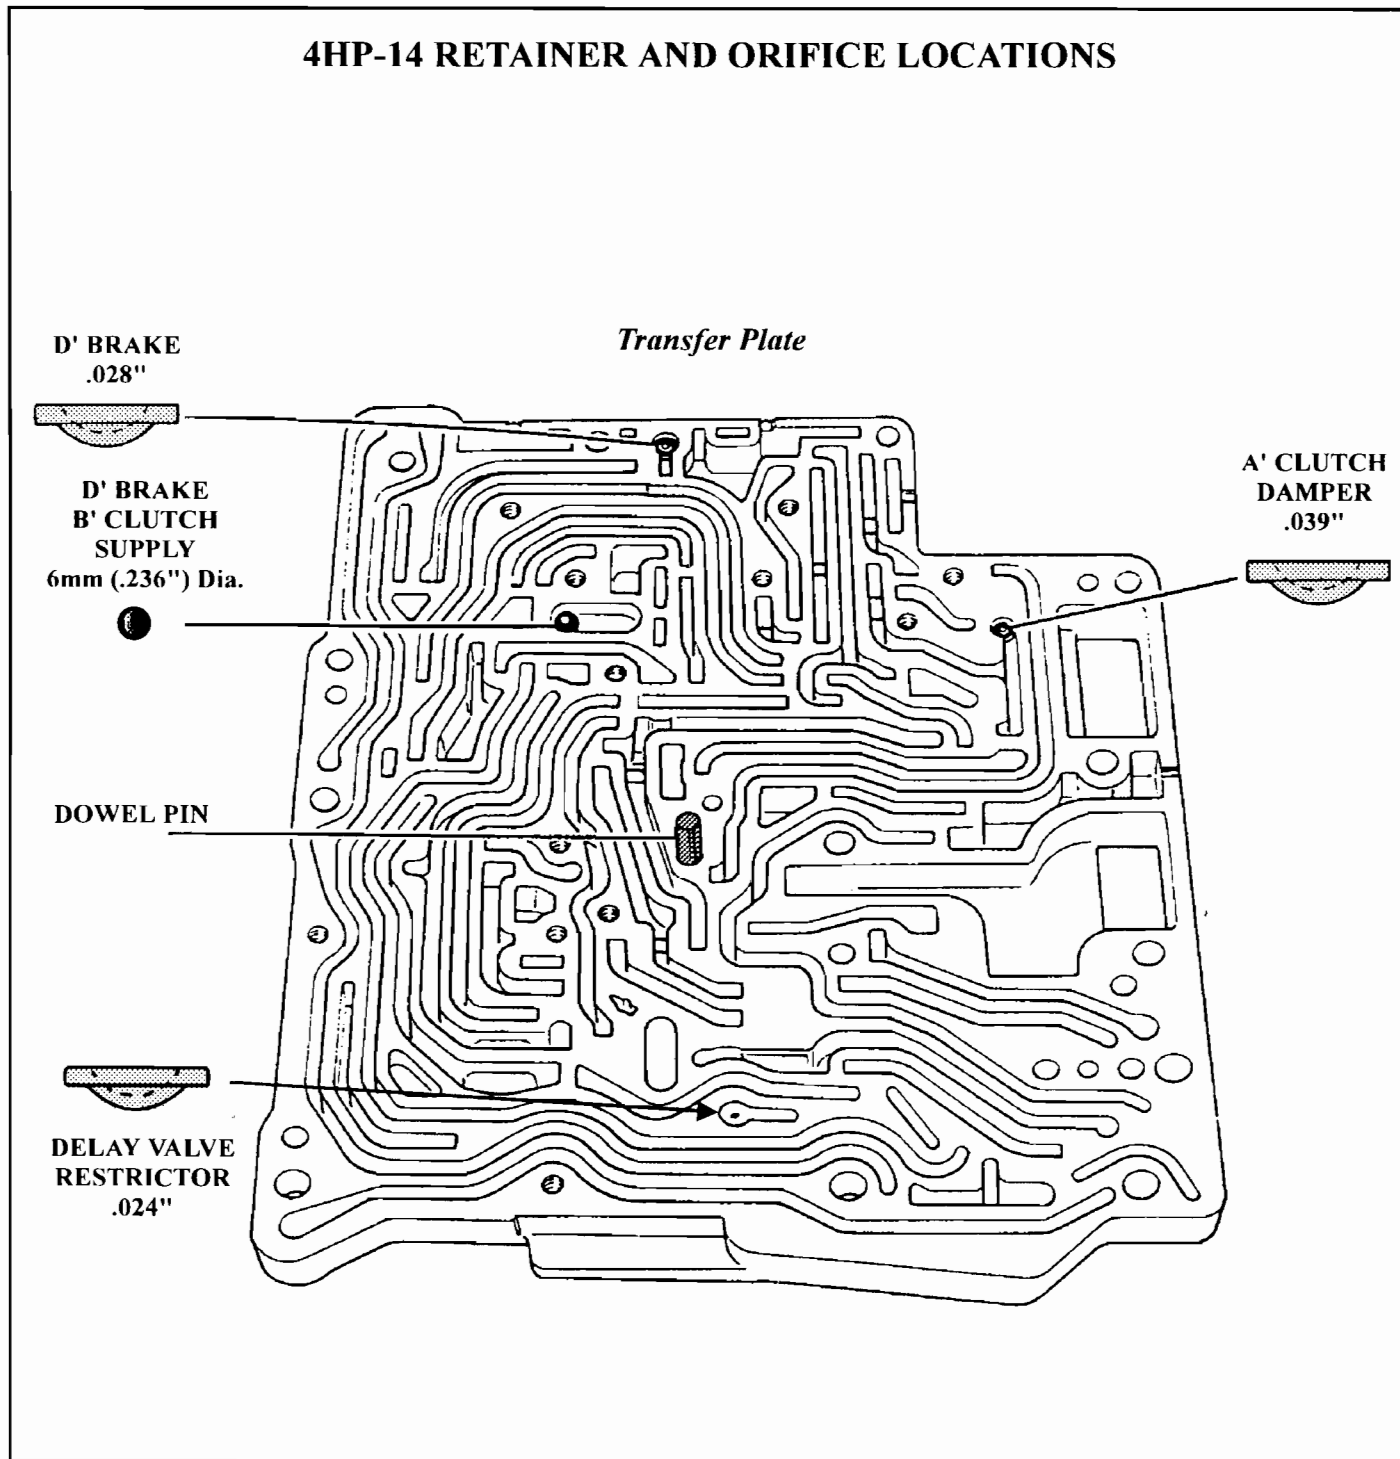 4HP-14 RETAINER AND ORIFICE LOCATIONS
Transfer Plate
D' BRAKE
.028"
D' BRAKE
B' CLUTCH
SUPPLY
6mm (.236") Dia.
A' CLUTCH
DAMPER
.039"
DOWEL PIN
DELAY VALVE
RESTRICTOR
.024"